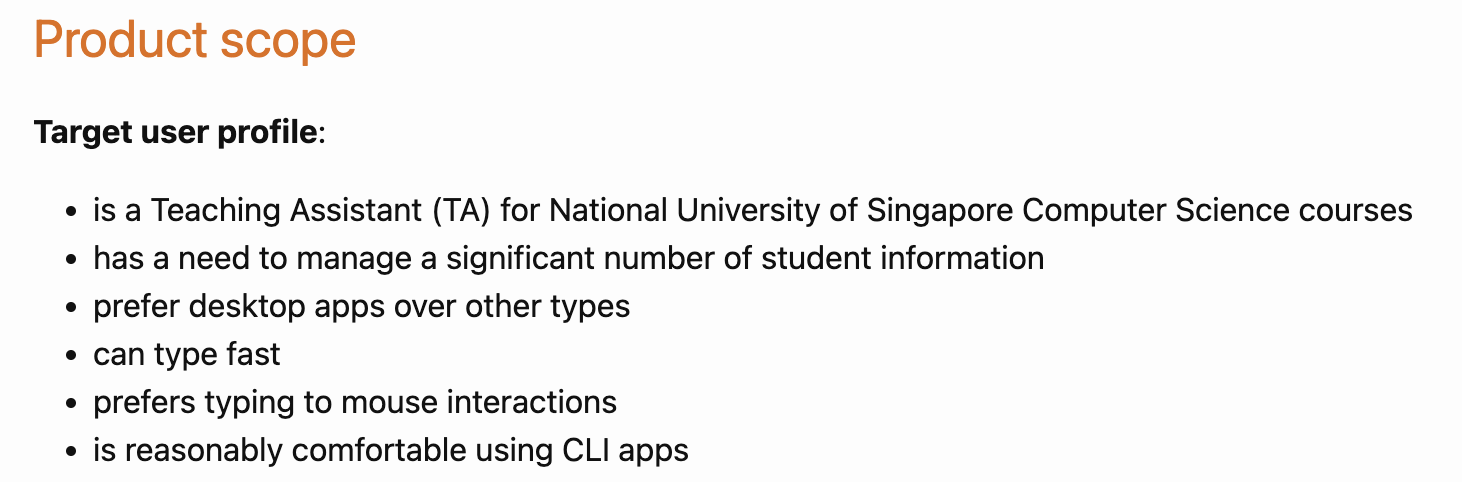 Product scope
Target user profile:
• is a Teaching Assistant (TA) for National University of Singapore Computer Science courses
• has a need to manage a significant number of student information
• prefer desktop apps over other types
• can type fast
• prefers typing to mouse interactions
• is reasonably comfortable using CLI apps